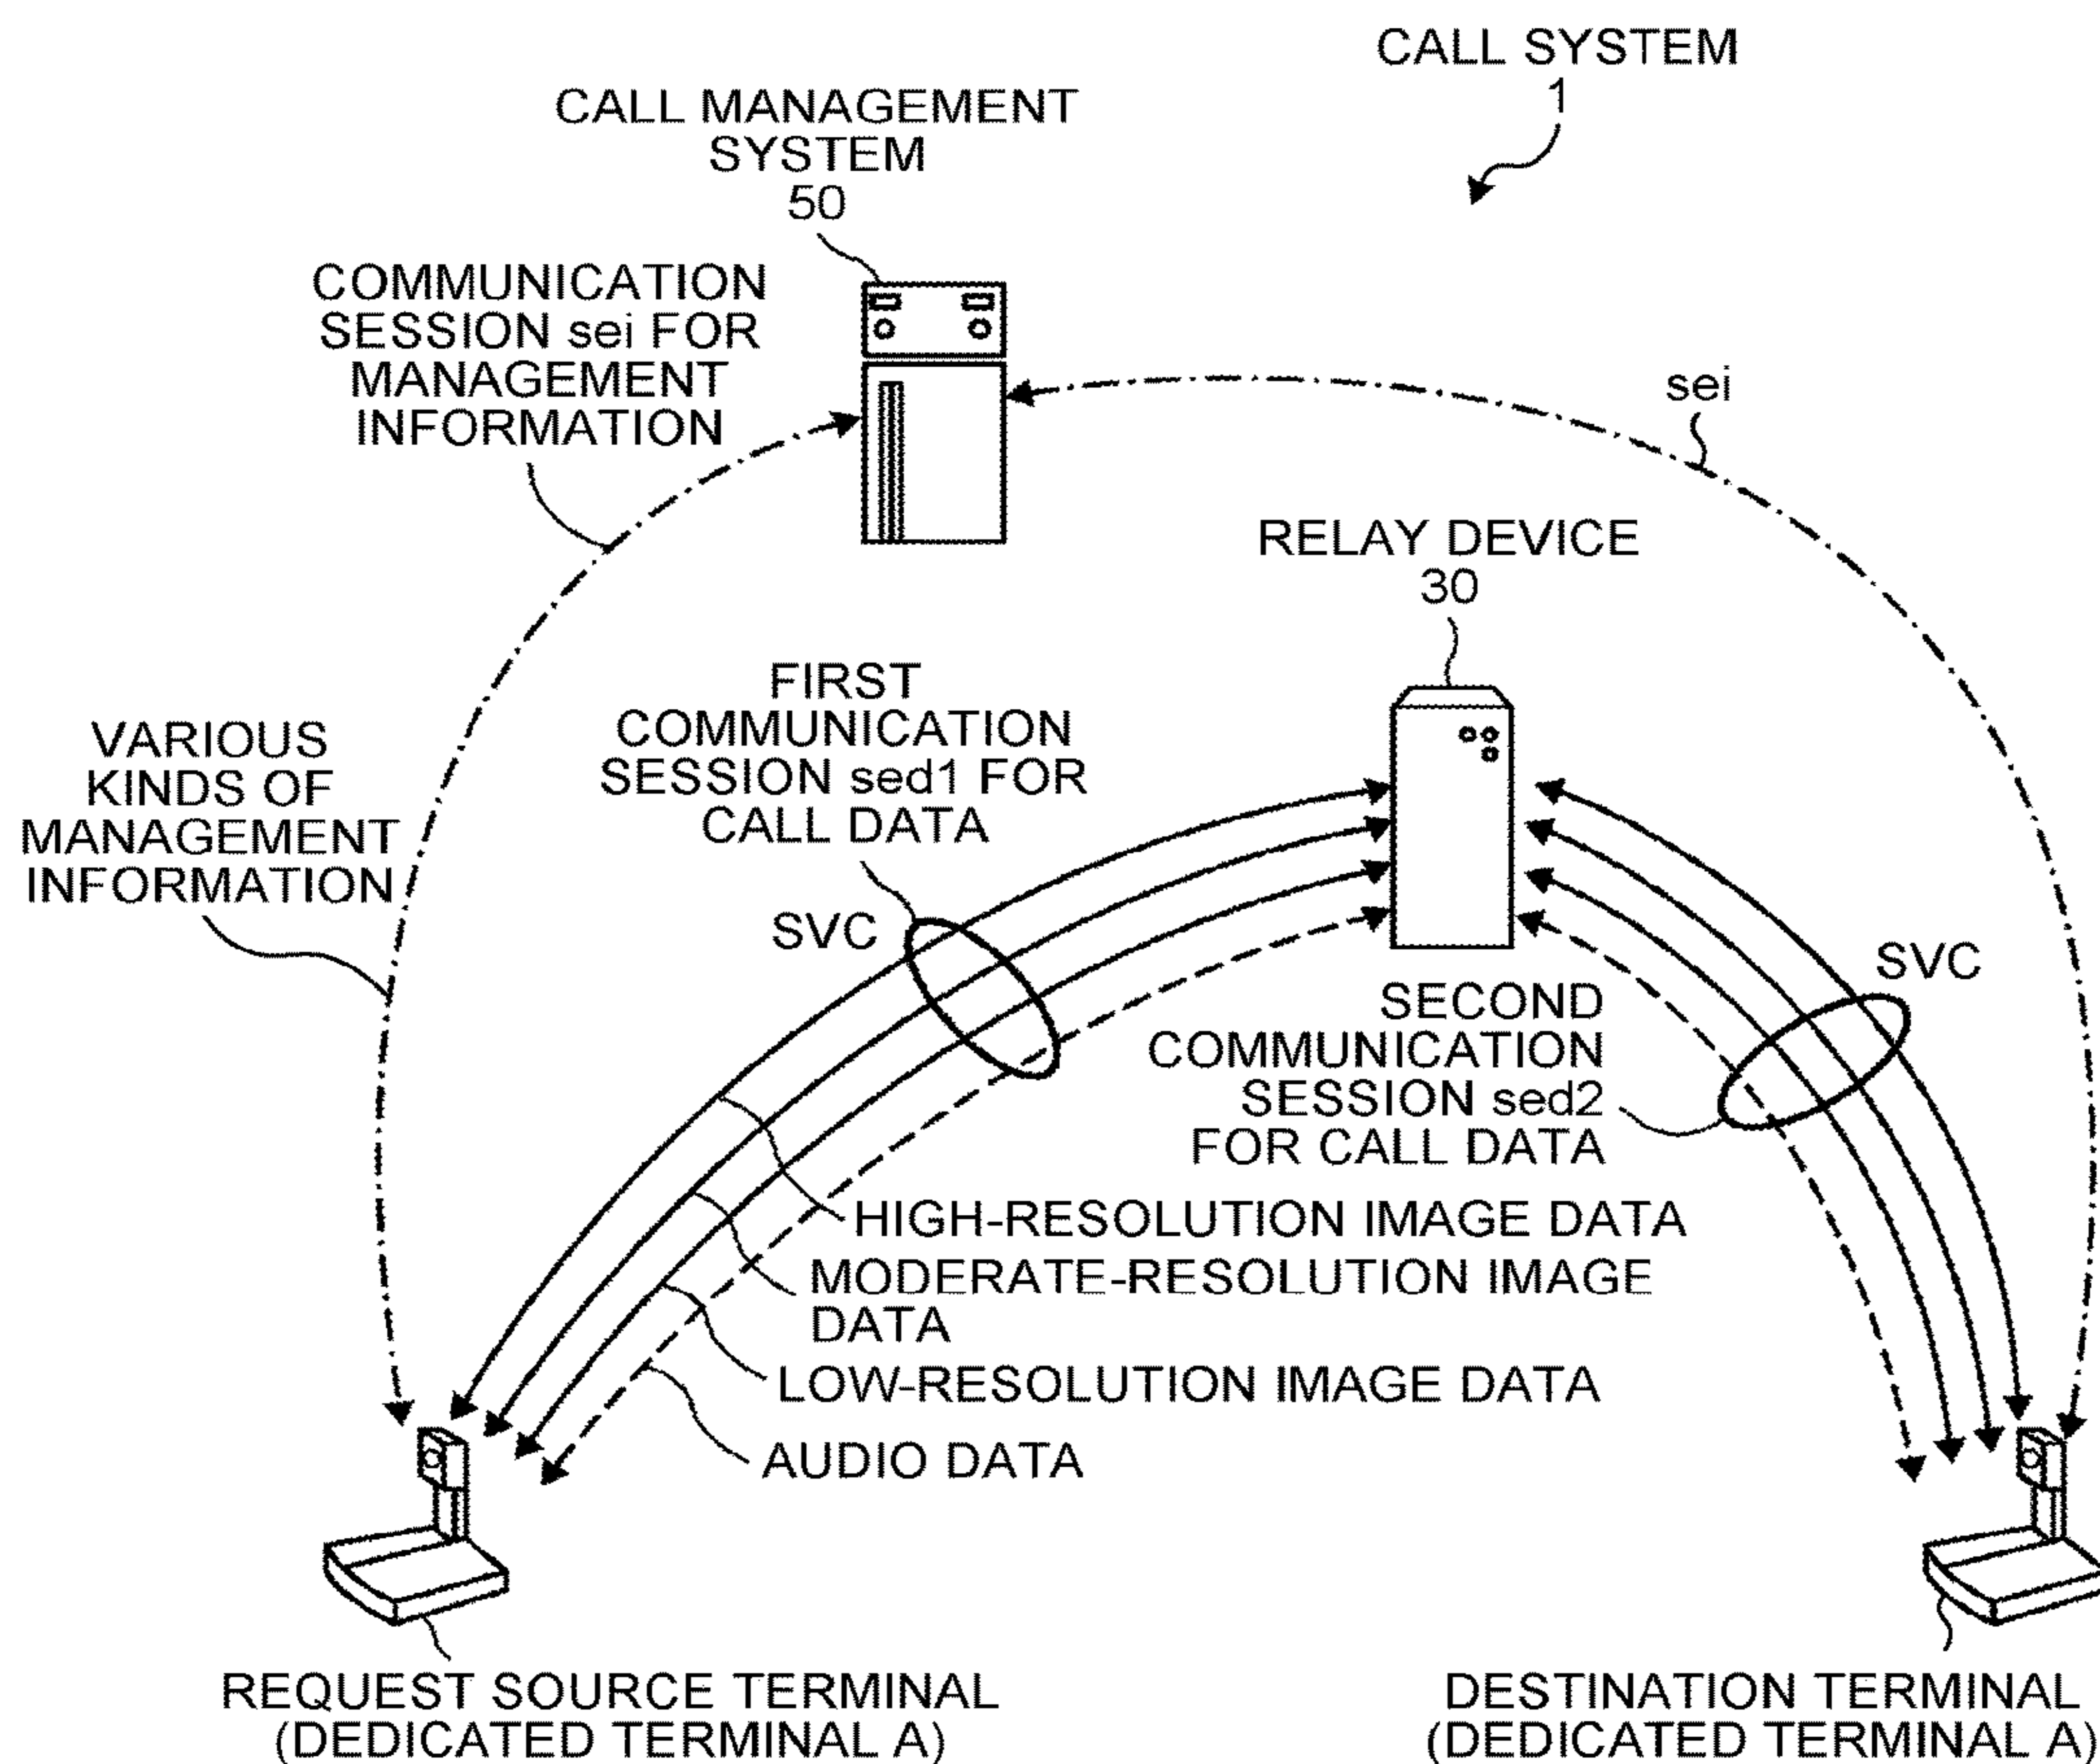 CALL SYSTEM
1
CALL MANAGEMENT
SYSTEM
50
COMMUNICATION
SESSION sei FOR
MANAGEMENT
INFORMATION
sei
RELAY DEVICE
30
FIRST
COMMUNICATION
SESSION sed1 FOR
CALL DATA
VARIOUS
KINDS OF
MANAGEMENT
INFORMATION
SVC
SVC
SECOND
COMMUNICATION
SESSION sed2
FOR CALL DATA
HIGH-RESOLUTION IMAGE DATA
MODERATE-RESOLUTION IMAGE
DATA
LOW-RESOLUTION IMAGE DATA
AUDIO DATA
REQUEST SOURCE TERMINAL
(DEDICATED TERMINAL A)
DESTINATION TERMINAL
(DEDICATED TERMINAL A)